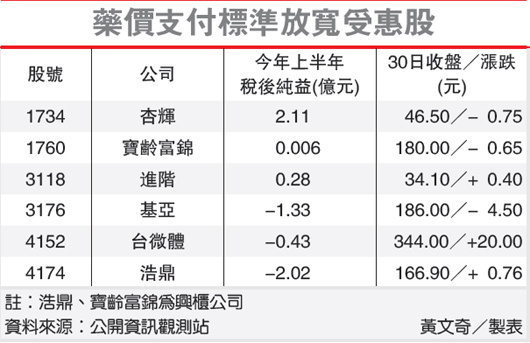 藥價支付標準放寬受惠股
股號 公司 今年上半年 稅後純益(億元) 30日收盤／漲跌 (元)
1734 杏輝 2.11 46.50／− 0.75
1760 寶齡富錦 0.006 180.00／− 0.65
3118 進階 0.28 34.10／+ 0.40
3176 基亞 −1.33 186.00／− 4.50
4152 台微體 −0.43 344.00／+20.00
4174 浩鼎 −2.02 166.90／+ 0.76
註：浩鼎、寶齡富錦為興櫃公司
資料來源：公開資訊觀測站 黃文奇／製表